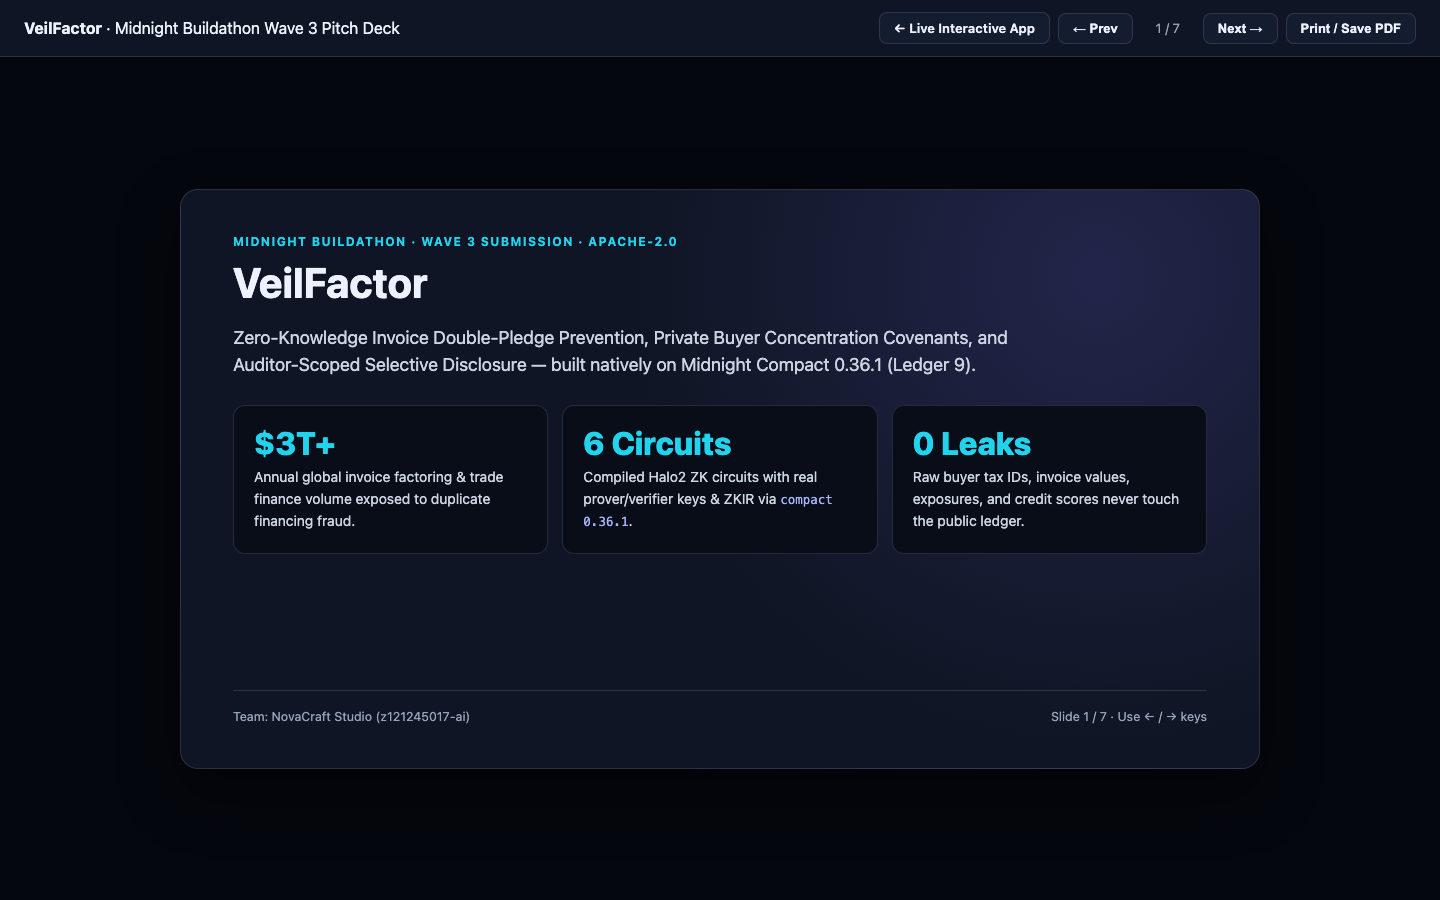 VeilFactor · Midnight Buildathon Wave 3 Pitch Deck
← Live Interactive App
← Prev
1 / 7
Next →
Print / Save PDF
MIDNIGHT BUILDATHON · WAVE 3 SUBMISSION · APACHE-2.0
VeilFactor
Zero-Knowledge Invoice Double-Pledge Prevention, Private Buyer Concentration Covenants, and
Auditor-Scoped Selective Disclosure — built natively on Midnight Compact 0.36.1 (Ledger 9).
$3T+
Annual global invoice factoring & trade
finance volume exposed to duplicate
financing fraud.
6 Circuits
Compiled Halo2 ZK circuits with real
prover/verifier keys & ZKIR via compact
0.36.1.
0 Leaks
Raw buyer tax IDs, invoice values,
exposures, and credit scores never touch
the public ledger.
Team: NovaCraft Studio (z121245017-ai)
Slide 1 / 7 · Use ← / → keys